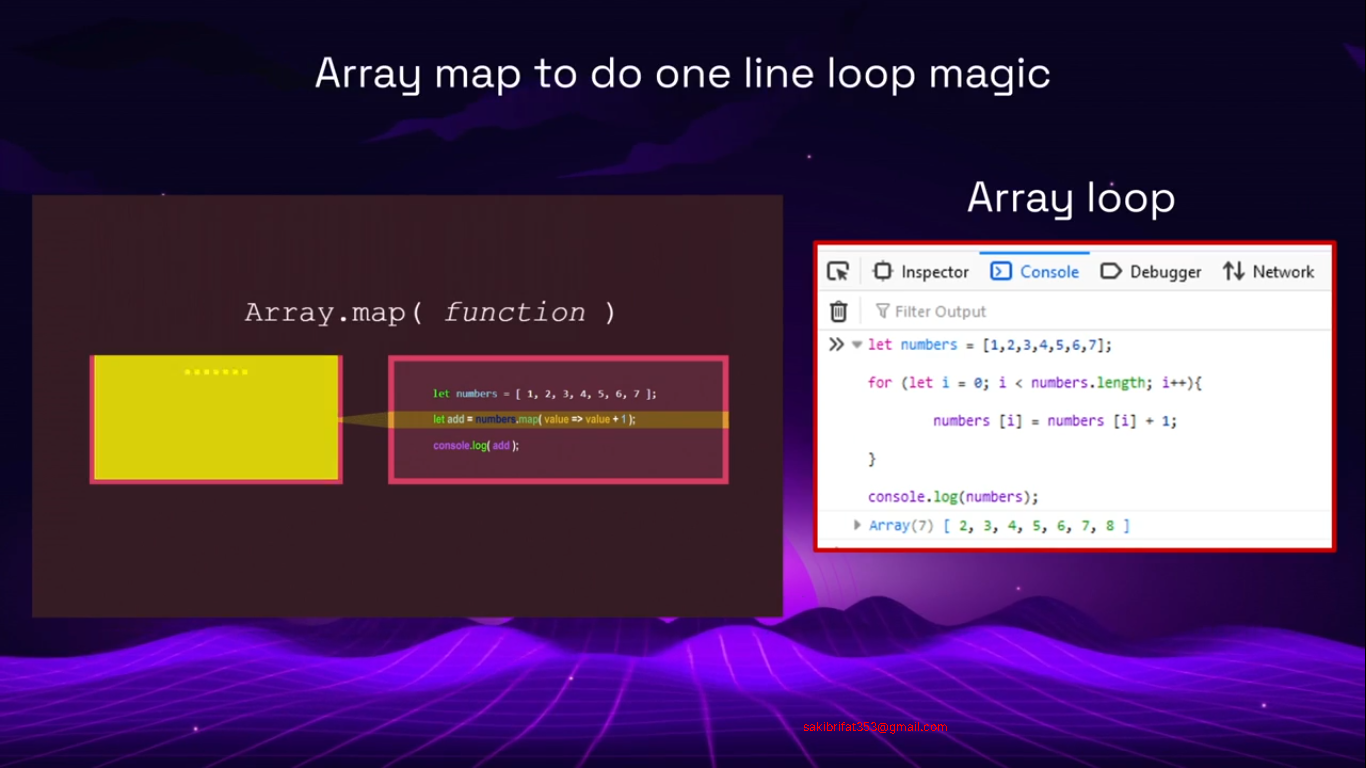 Array map to do one line loop magic
Array.map( function )
let numbers = [ 1, 2, 3, 4, 5, 6, 7 ];
let add = numbers.map( value => value + 1 );
console.log( add );
Array loop
Inspector Console Debugger Network
Filter Output
let numbers = [1,2,3,4,5,6,7];
for (let i = 0; i < numbers.length; i++){
numbers [i] = numbers [i] + 1;
}
console.log(numbers);
Array(7) [ 2, 3, 4, 5, 6, 7, 8 ]
sakibrifat353@gmail.com